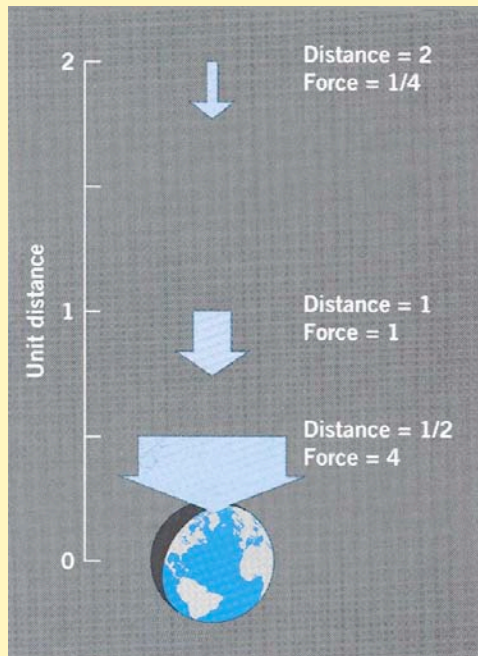 2
Distance = 2
Force = 1/4
Unit distance
1
Distance = 1
Force = 1
Distance = 1/2
Force = 4
0